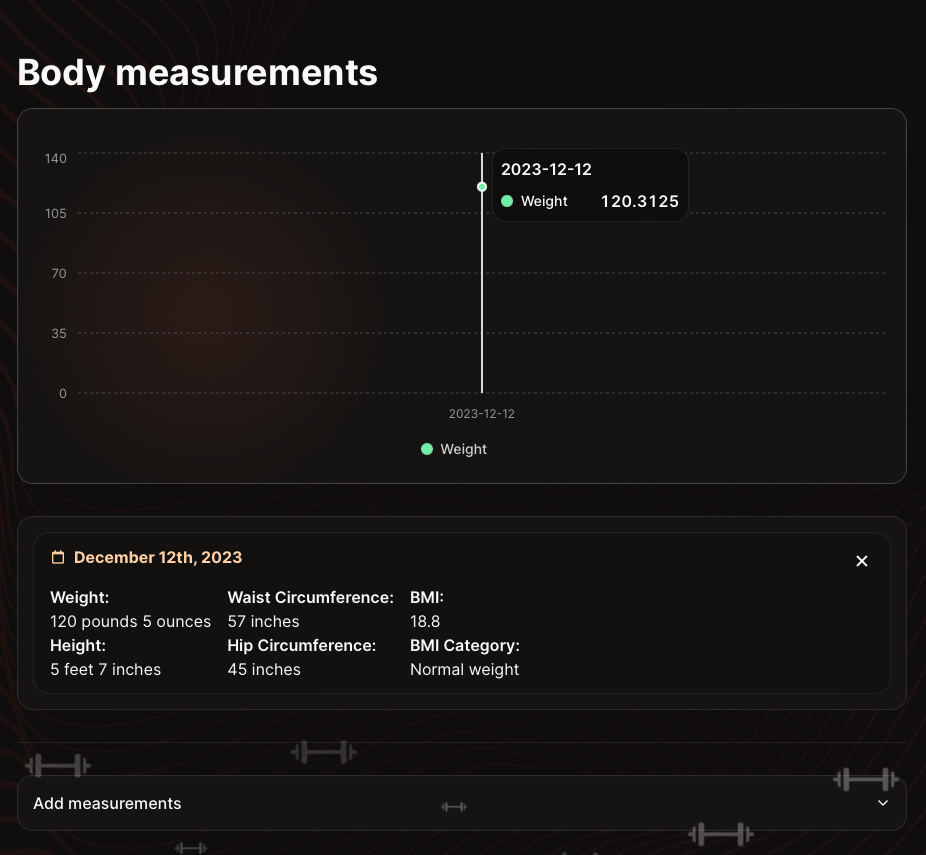 Body measurements
140
2023-12-12
Weight 120.3125
105
70
35
0
2023-12-12
Weight
December 12th, 2023
Weight: Waist Circumference: BMI:
120 pounds 5 ounces 57 inches 18.8
Height: Hip Circumference: BMI Category:
5 feet 7 inches 45 inches Normal weight
Add measurements